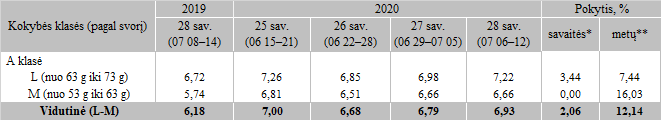 Kokybės klasės (pagal svorį) 2019 2020 Pokytis, %
28 sav. (07 08–14) 25 sav. (06 15–21) 26 sav. (06 22–28) 27 sav. (06 29–07 05) 28 sav. (07 06–12) savaitės* metų**
A klasė
L (nuo 63 g iki 73 g) 6,72 7,26 6,85 6,98 7,22 3,44 7,44
M (nuo 53 g iki 63 g) 5,74 6,81 6,51 6,66 6,66 0,00 16,03
Vidutinė (L-M) 6,18 7,00 6,68 6,79 6,93 2,06 12,14